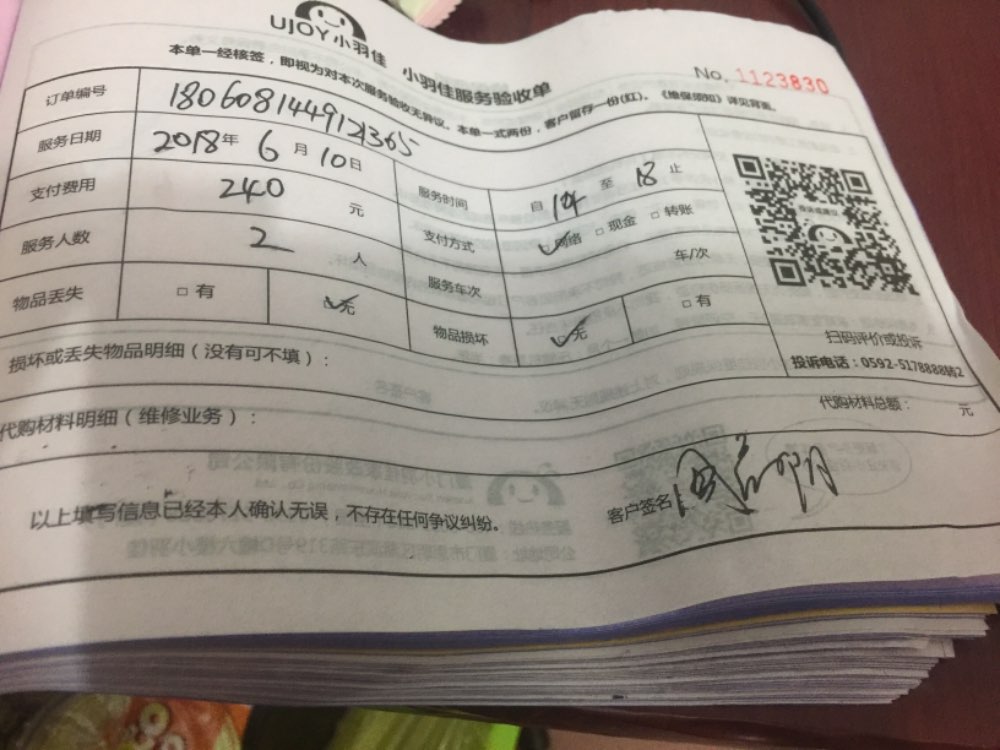 UJOY小羽佳 小羽佳服务验收单
No. 1123830
本单一经核签，即视为对本次服务验收无异议。本单一式两份，客户留存一份(红)。《维保须知》详见背面。
订单编号 180608144912365
服务日期 2018年 6 月 10日 服务时间 自 14 至 18 止
支付费用 240 元 支付方式 ☑网络 □ 现金 □ 转账
服务人数 2 人 服务车次 车/次
物品丢失 □ 有 ☑无 物品损坏 ☑无 □ 有
扫码评价或投诉
投诉电话：0592-5178888转2
损坏或丢失物品明细（没有可不填）：
代购材料明细（维修业务）： 代购材料总额： 元
以上填写信息已经本人确认无误，不存在任何争议纠纷。 客户签名